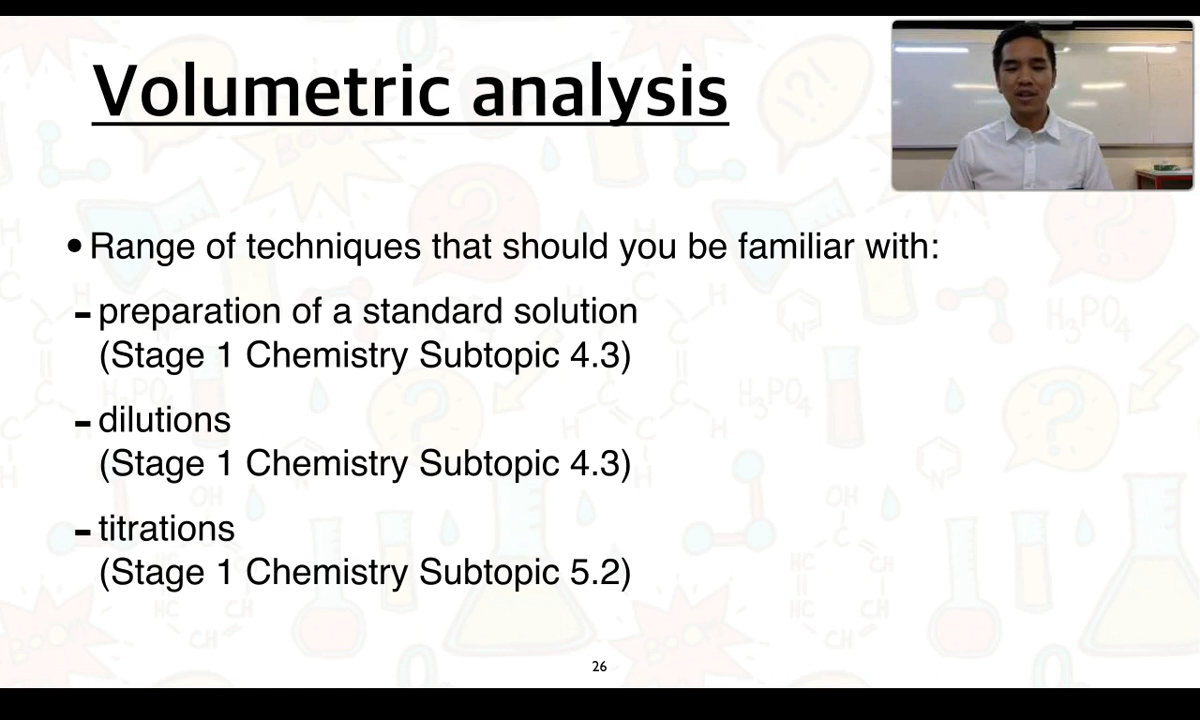 Volumetric analysis
• Range of techniques that should you be familiar with:
- preparation of a standard solution
(Stage 1 Chemistry Subtopic 4.3)
- dilutions
(Stage 1 Chemistry Subtopic 4.3)
- titrations
(Stage 1 Chemistry Subtopic 5.2)
26